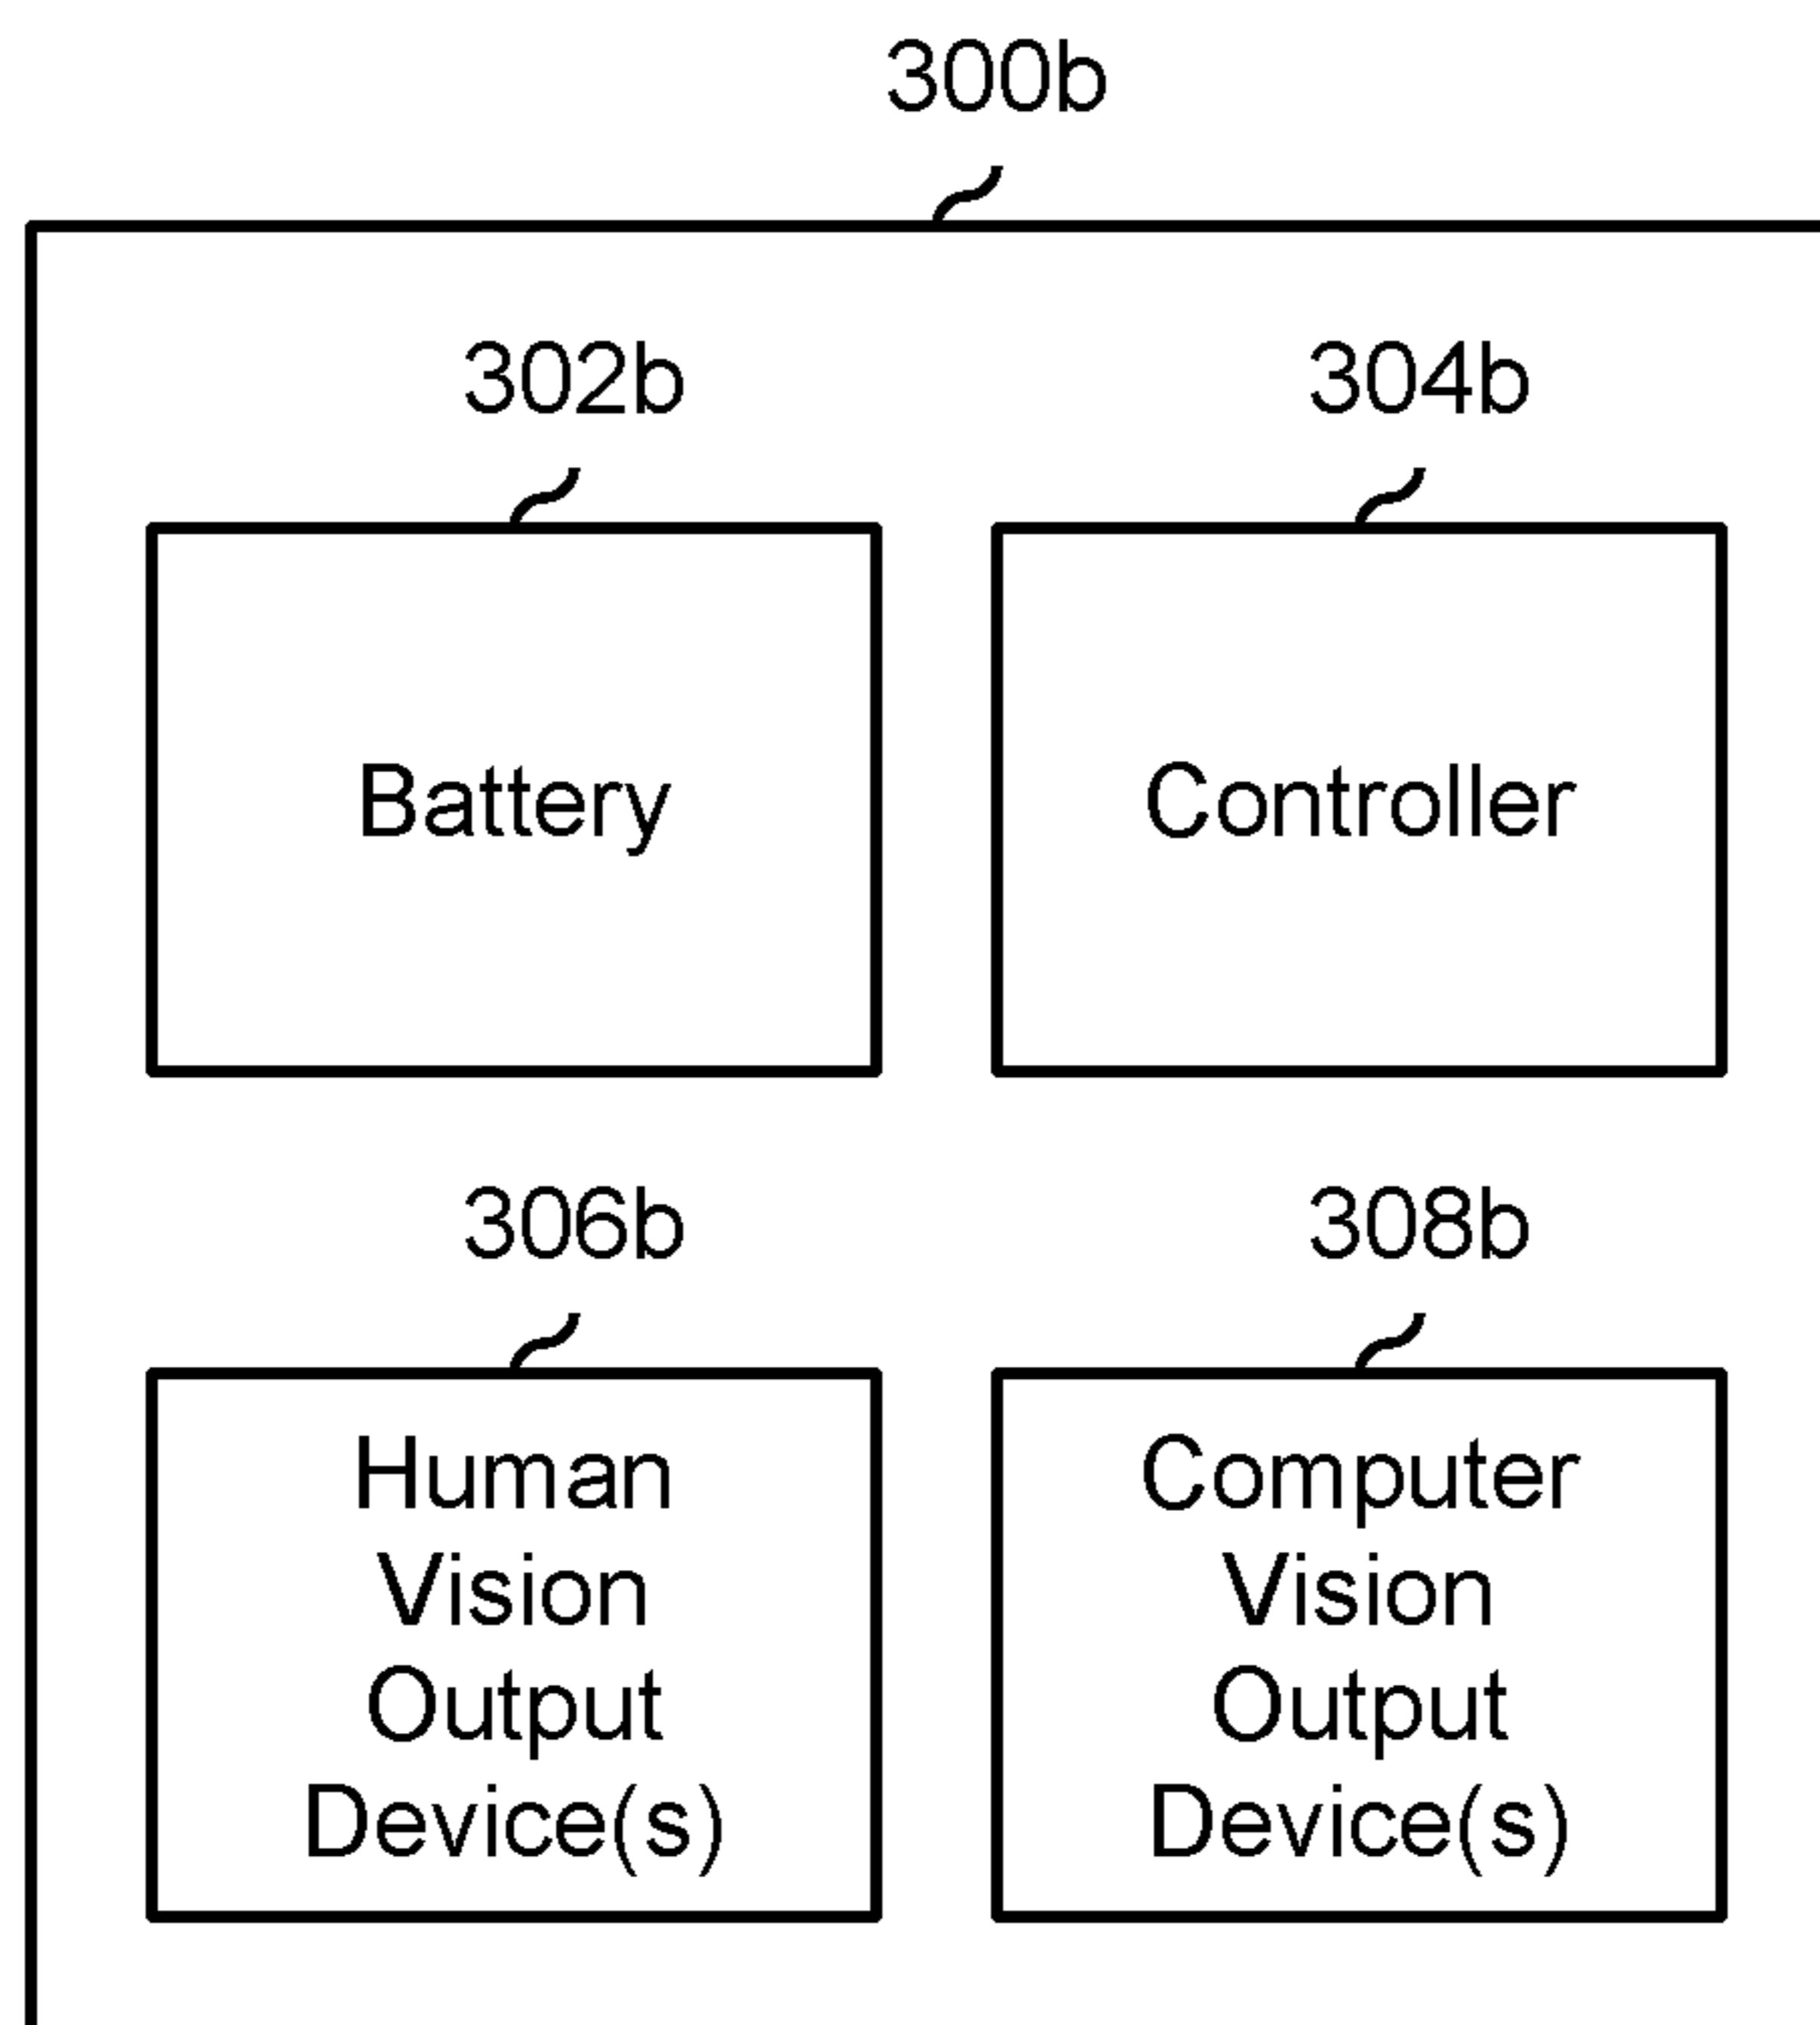 300b
302b
304b
Battery
Controller
306b
308b
Human
Vision
Output
Device(s)
Computer
Vision
Output
Device(s)